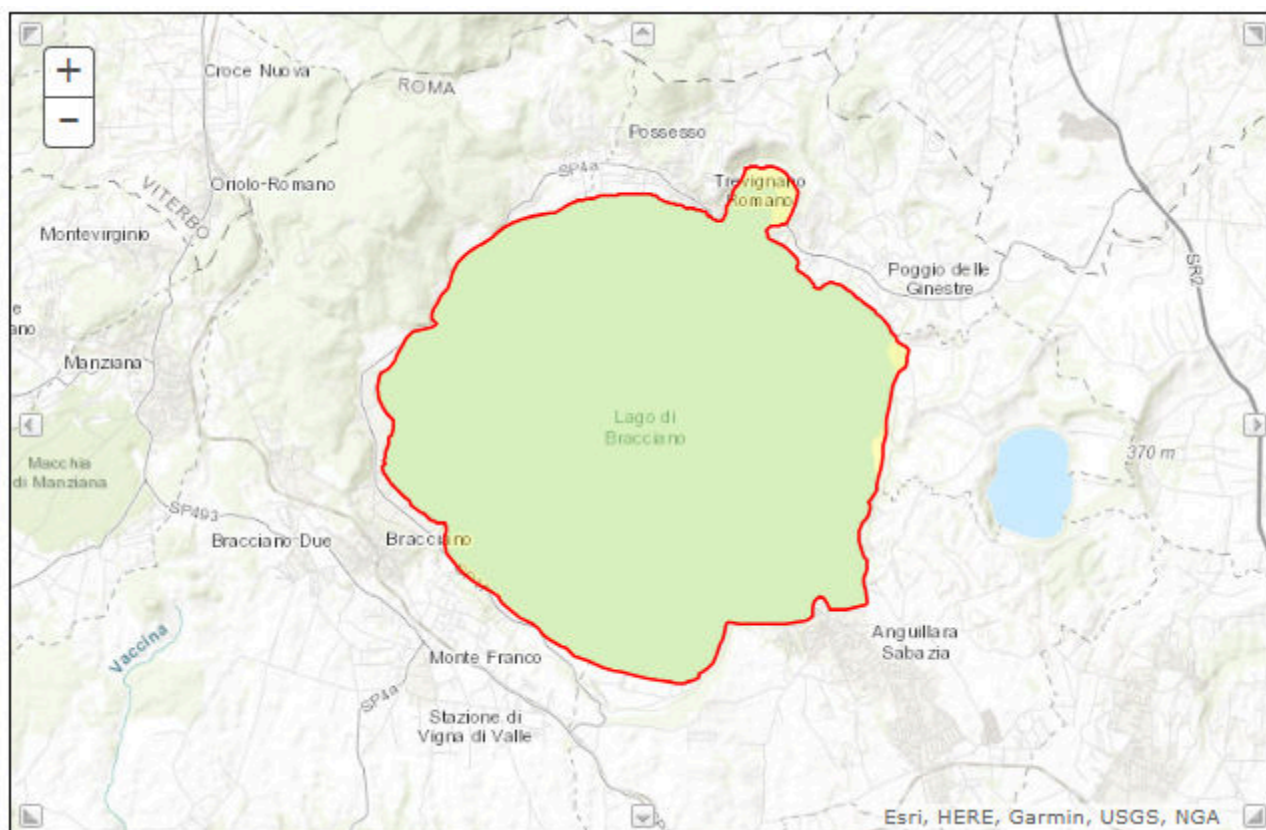 +
−
Croce Nuova
ROMA
Possesso
SP4a
Trevignano
Romano
Oriolo-Romano
VITERBO
Montevirginio
Poggio delle
Ginestre
SR2
e
ano
Manziana
Lago di
Bracciano
370 m
Macchia
di Manziana
SP493
Bracciano Due
Bracciano
Vaccina
Monte Franco
Anguillara
Sabazia
SP4a
Stazione di
Vigna di Valle
Esri, HERE, Garmin, USGS, NGA